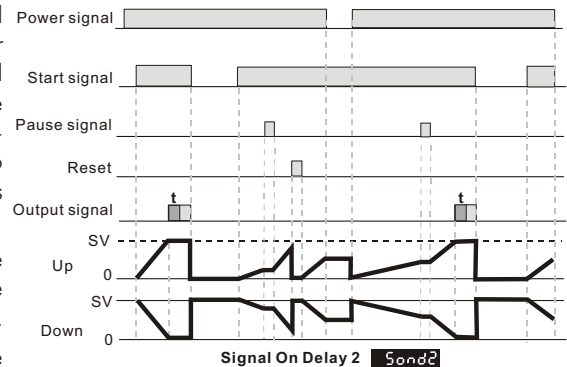 Power signal
Start signal
Pause signal
Reset
t
t
Output signal
SV
Up
0
SV
Down
0
Signal On Delay 2 Sond2